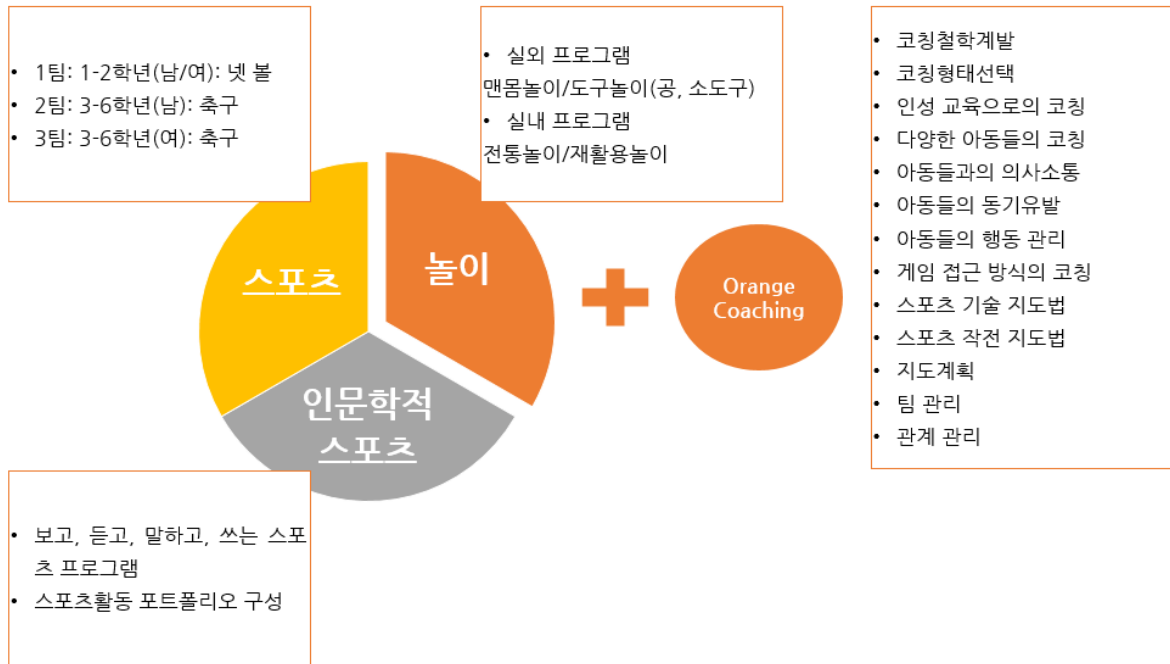 • 1팀: 1-2학년(남/여): 넷 볼
• 2팀: 3-6학년(남): 축구
• 3팀: 3-6학년(여): 축구
• 실외 프로그램
맨몸놀이/도구놀이(공, 소도구)
• 실내 프로그램
전통놀이/재활용놀이
스포츠
놀이
인문학적
스포츠
Orange
Coaching
• 코칭철학계발
• 코칭형태선택
• 인성 교육으로의 코칭
• 다양한 아동들의 코칭
• 아동들과의 의사소통
• 아동들의 동기유발
• 아동들의 행동 관리
• 게임 접근 방식의 코칭
• 스포츠 기술 지도법
• 스포츠 작전 지도법
• 지도계획
• 팀 관리
• 관계 관리
• 보고, 듣고, 말하고, 쓰는 스포
츠 프로그램
• 스포츠활동 포트폴리오 구성